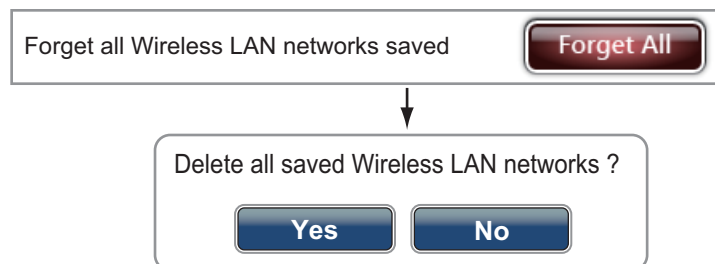 Forget all Wireless LAN networks saved Forget All
Delete all saved Wireless LAN networks ?
Yes No